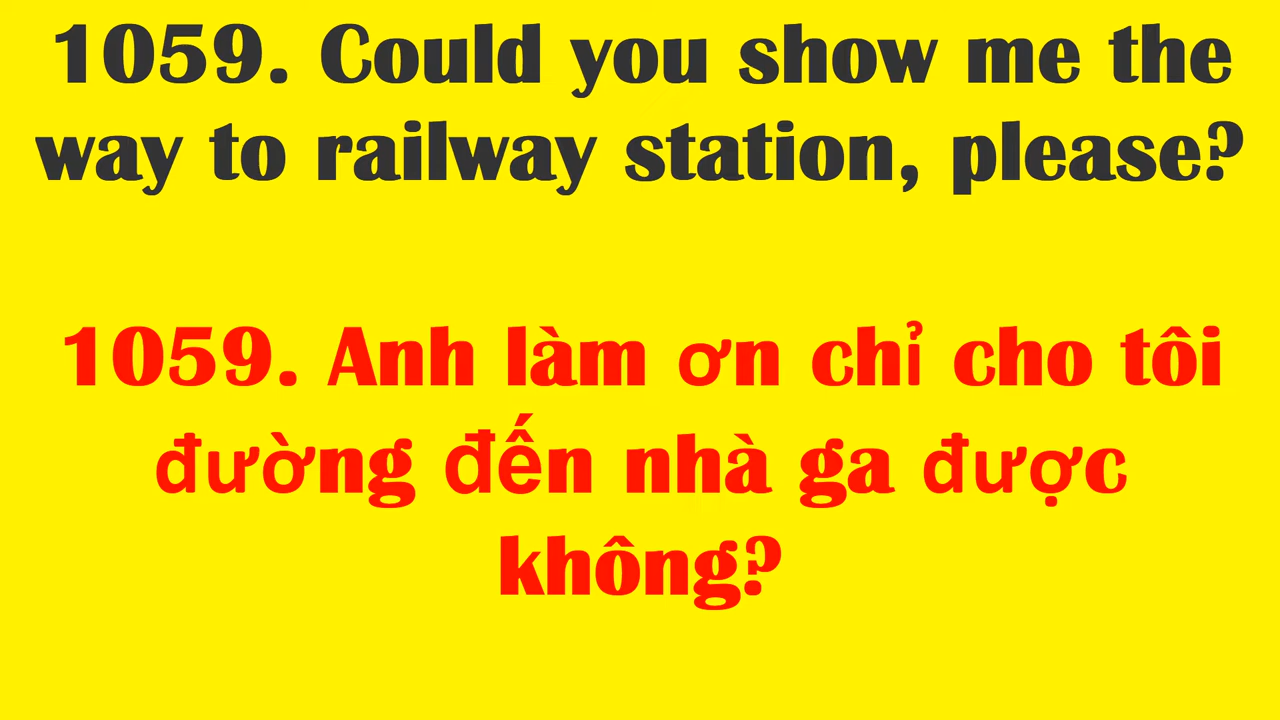 1059. Could you show me the
way to railway station, please?
1059. Anh làm ơn chỉ cho tôi
đường đến nhà ga được
không?